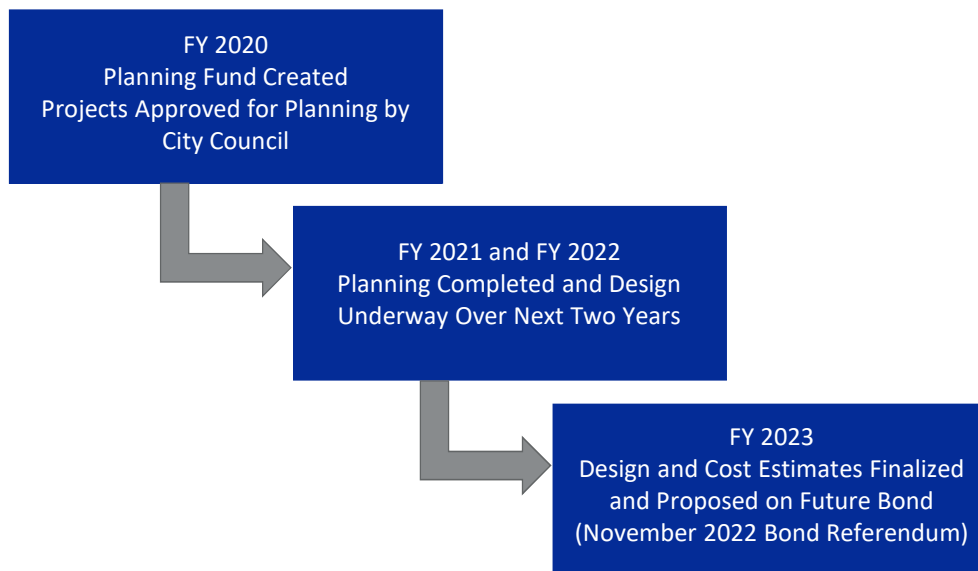 FY 2020
Planning Fund Created
Projects Approved for Planning by
City Council
FY 2021 and FY 2022
Planning Completed and Design
Underway Over Next Two Years
FY 2023
Design and Cost Estimates Finalized
and Proposed on Future Bond
(November 2022 Bond Referendum)